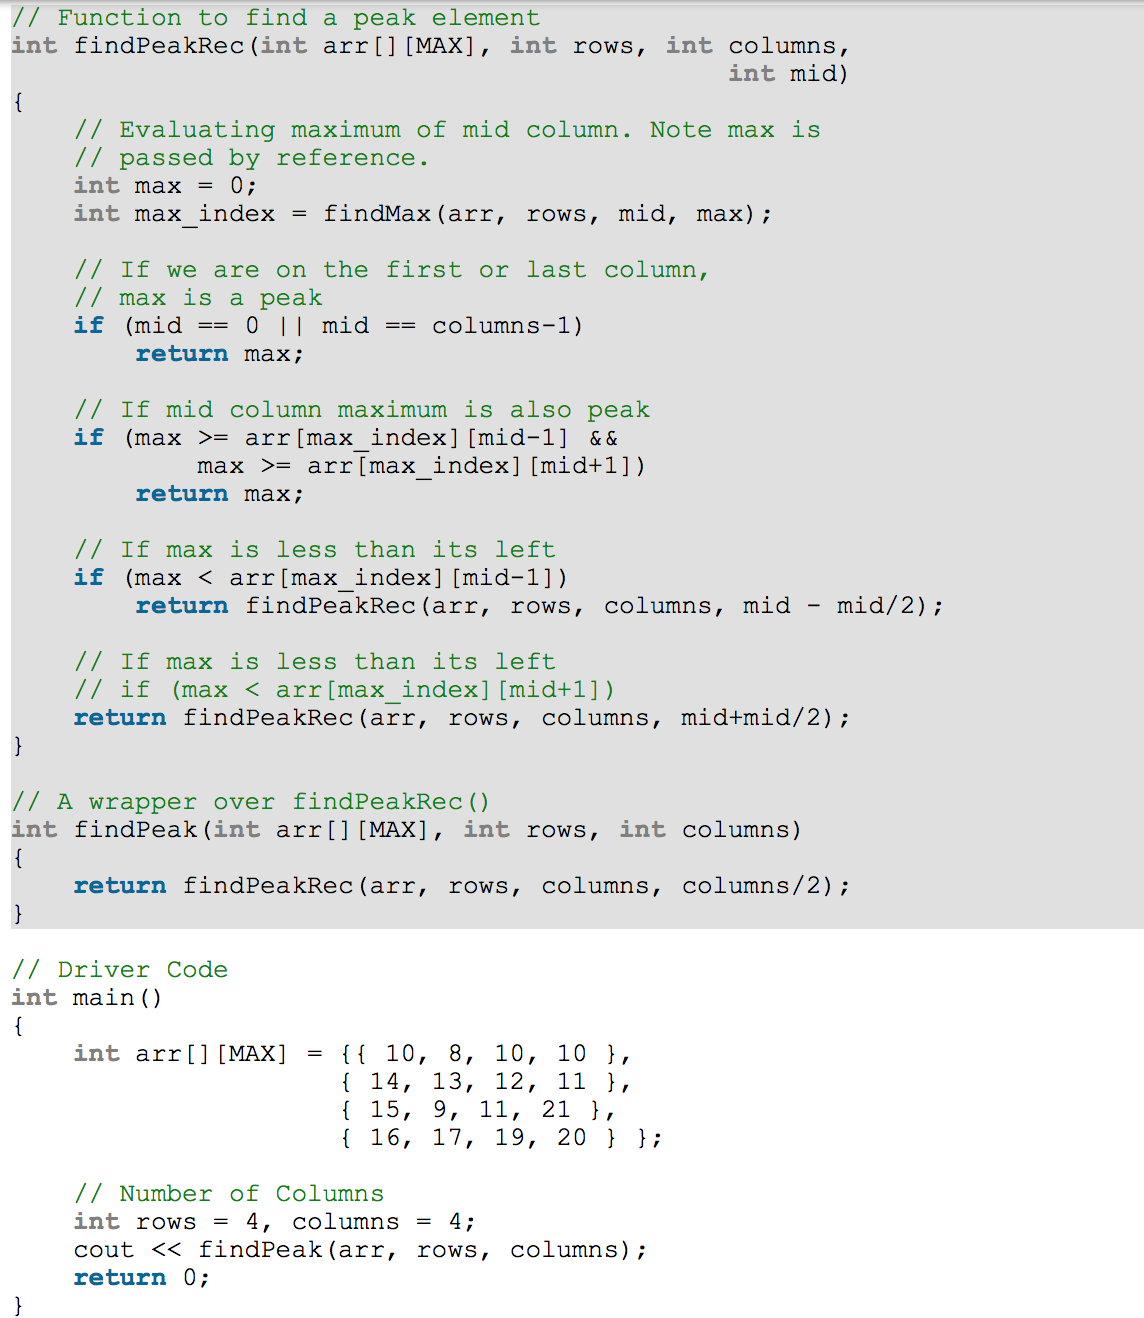 // Function to find a peak element
int findPeakRec(int arr[][MAX], int rows, int columns,
int mid)
{
// Evaluating maximum of mid column. Note max is
// passed by reference.
int max = 0;
int max_index = findMax(arr, rows, mid, max);
// If we are on the first or last column,
// max is a peak
if (mid == 0 || mid == columns-1)
return max;
// If mid column maximum is also peak
if (max >= arr[max_index][mid-1] &&
max >= arr[max_index][mid+1])
return max;
// If max is less than its left
if (max < arr[max_index][mid-1])
return findPeakRec(arr, rows, columns, mid - mid/2);
// If max is less than its left
// if (max < arr[max_index][mid+1])
return findPeakRec(arr, rows, columns, mid+mid/2);
}
// A wrapper over findPeakRec()
int findPeak(int arr[][MAX], int rows, int columns)
{
return findPeakRec(arr, rows, columns, columns/2);
}
// Driver Code
int main()
{
int arr[][MAX] = {{ 10, 8, 10, 10 },
{ 14, 13, 12, 11 },
{ 15, 9, 11, 21 },
{ 16, 17, 19, 20 } };
// Number of Columns
int rows = 4, columns = 4;
cout << findPeak(arr, rows, columns);
return 0;
}